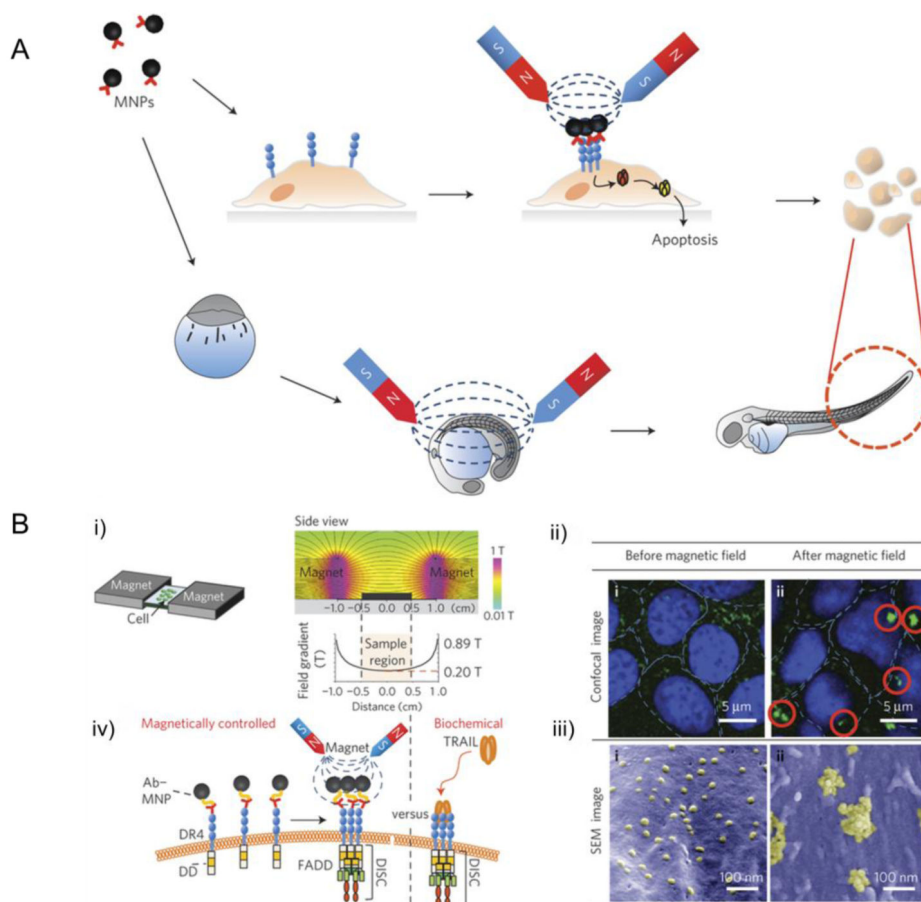 A
MNPs
S
N
N
S
Apoptosis
S
N
N
S
B
i)
Magnet
Magnet
Cell
Side view
Magnet
Magnet
1 T
0.01 T
−1.0 −0.5 0 0.5 1.0 (cm)
Field gradient
(T)
Sample
region
0.89 T
0.20 T
−1.0 −0.5 0 0.5 1.0
Distance (cm)
ii)
Before magnetic field
After magnetic field
Confocal image
i
5 µm
ii
5 µm
iv)
Magnetically controlled
Ab–
MNP
DR4
DD
S
N
Magnet
N
S
FADD
DISC
versus
Biochemical
TRAIL
DISC
iii)
SEM image
i
100 nm
ii
100 nm